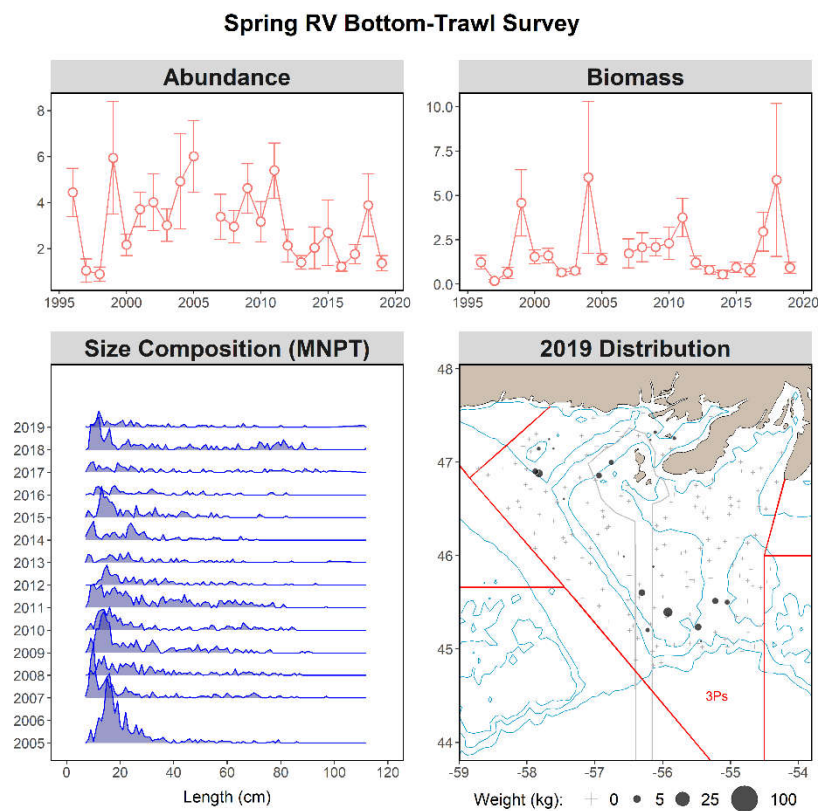 Spring RV Bottom-Trawl Survey
Abundance
8
6
4
2
1995 2000 2005 2010 2015 2020
Biomass
10.0
7.5
5.0
2.5
0.0
1995 2000 2005 2010 2015 2020
Size Composition (MNPT)
2019
2018
2017
2016
2015
2014
2013
2012
2011
2010
2009
2008
2007
2006
2005
0 20 40 60 80 100
Length (cm)
2019 Distribution
48
47
46
45
44
3Ps
-59 -58 -57 -56 -55 -54
Weight (kg): 0 5 25 100